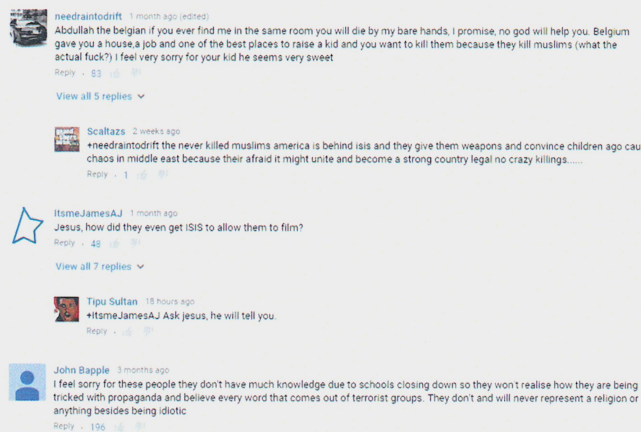 needraintodrift 1 month ago (edited)
Abdullah the belgian if you ever find me in the same room you will die by my bare hands, I promise, no god will help you. Belgium
gave you a house,a job and one of the best places to raise a kid and you want to kill them because they kill muslims (what the
actual fuck?) I feel very sorry for your kid he seems very sweet
Reply · 83
View all 5 replies
Scaltazs 2 weeks ago
+needraintodrift the never killed muslims america is behind isis and they give them weapons and convince children ago cau
chaos in middle east because their afraid it might unite and become a strong country legal no crazy killings......
Reply · 1
ItsmeJamesAJ 1 month ago
Jesus, how did they even get ISIS to allow them to film?
Reply · 48
View all 7 replies
Tipu Sultan 18 hours ago
+ItsmeJamesAJ Ask jesus, he will tell you.
Reply ·
John Bapple 3 months ago
I feel sorry for these people they don't have much knowledge due to schools closing down so they won't realise how they are being
tricked with propaganda and believe every word that comes out of terrorist groups. They don't and will never represent a religion or
anything besides being idiotic
Reply · 196